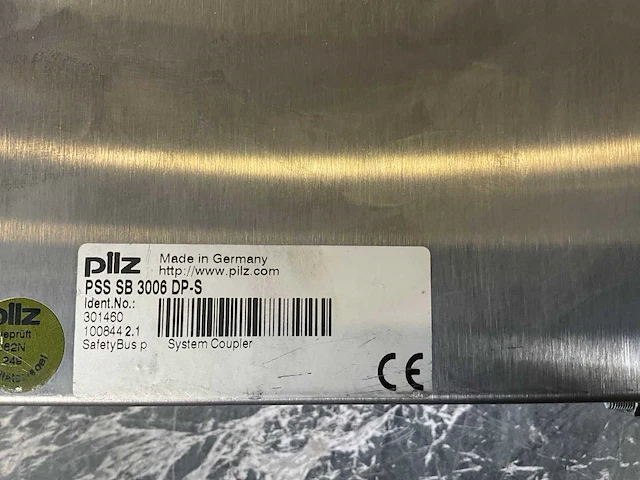 pilz Made in Germany
http://www.pilz.com
PSS SB 3006 DP-S
Ident.No.:
301460
100844 2.1
SafetyBus p System Coupler
CE
pilz
geprüft